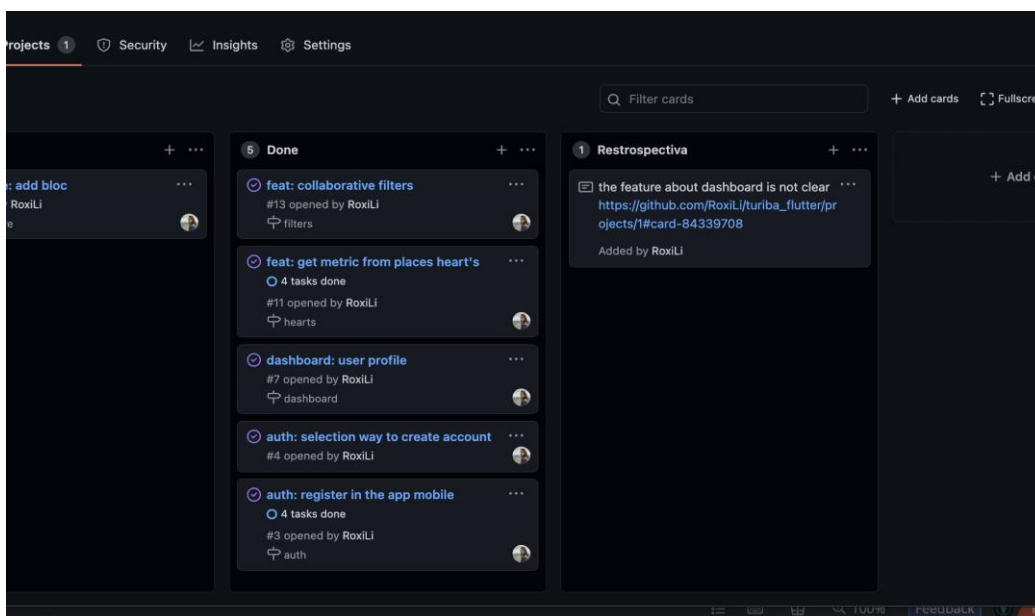 Projects 1 Security Insights Settings
Filter cards + Add cards Fullscre
e: add bloc
RoxiLi
5 Done
feat: collaborative filters
#13 opened by RoxiLi
filters
feat: get metric from places heart's
4 tasks done
#11 opened by RoxiLi
hearts
dashboard: user profile
#7 opened by RoxiLi
dashboard
auth: selection way to create account
#4 opened by RoxiLi
auth: register in the app mobile
4 tasks done
#3 opened by RoxiLi
auth
1 Restrospectiva
the feature about dashboard is not clear
https://github.com/RoxiLi/turiba_flutter/pr
ojects/1#card-84339708
Added by RoxiLi
+ Add
100% Feedback